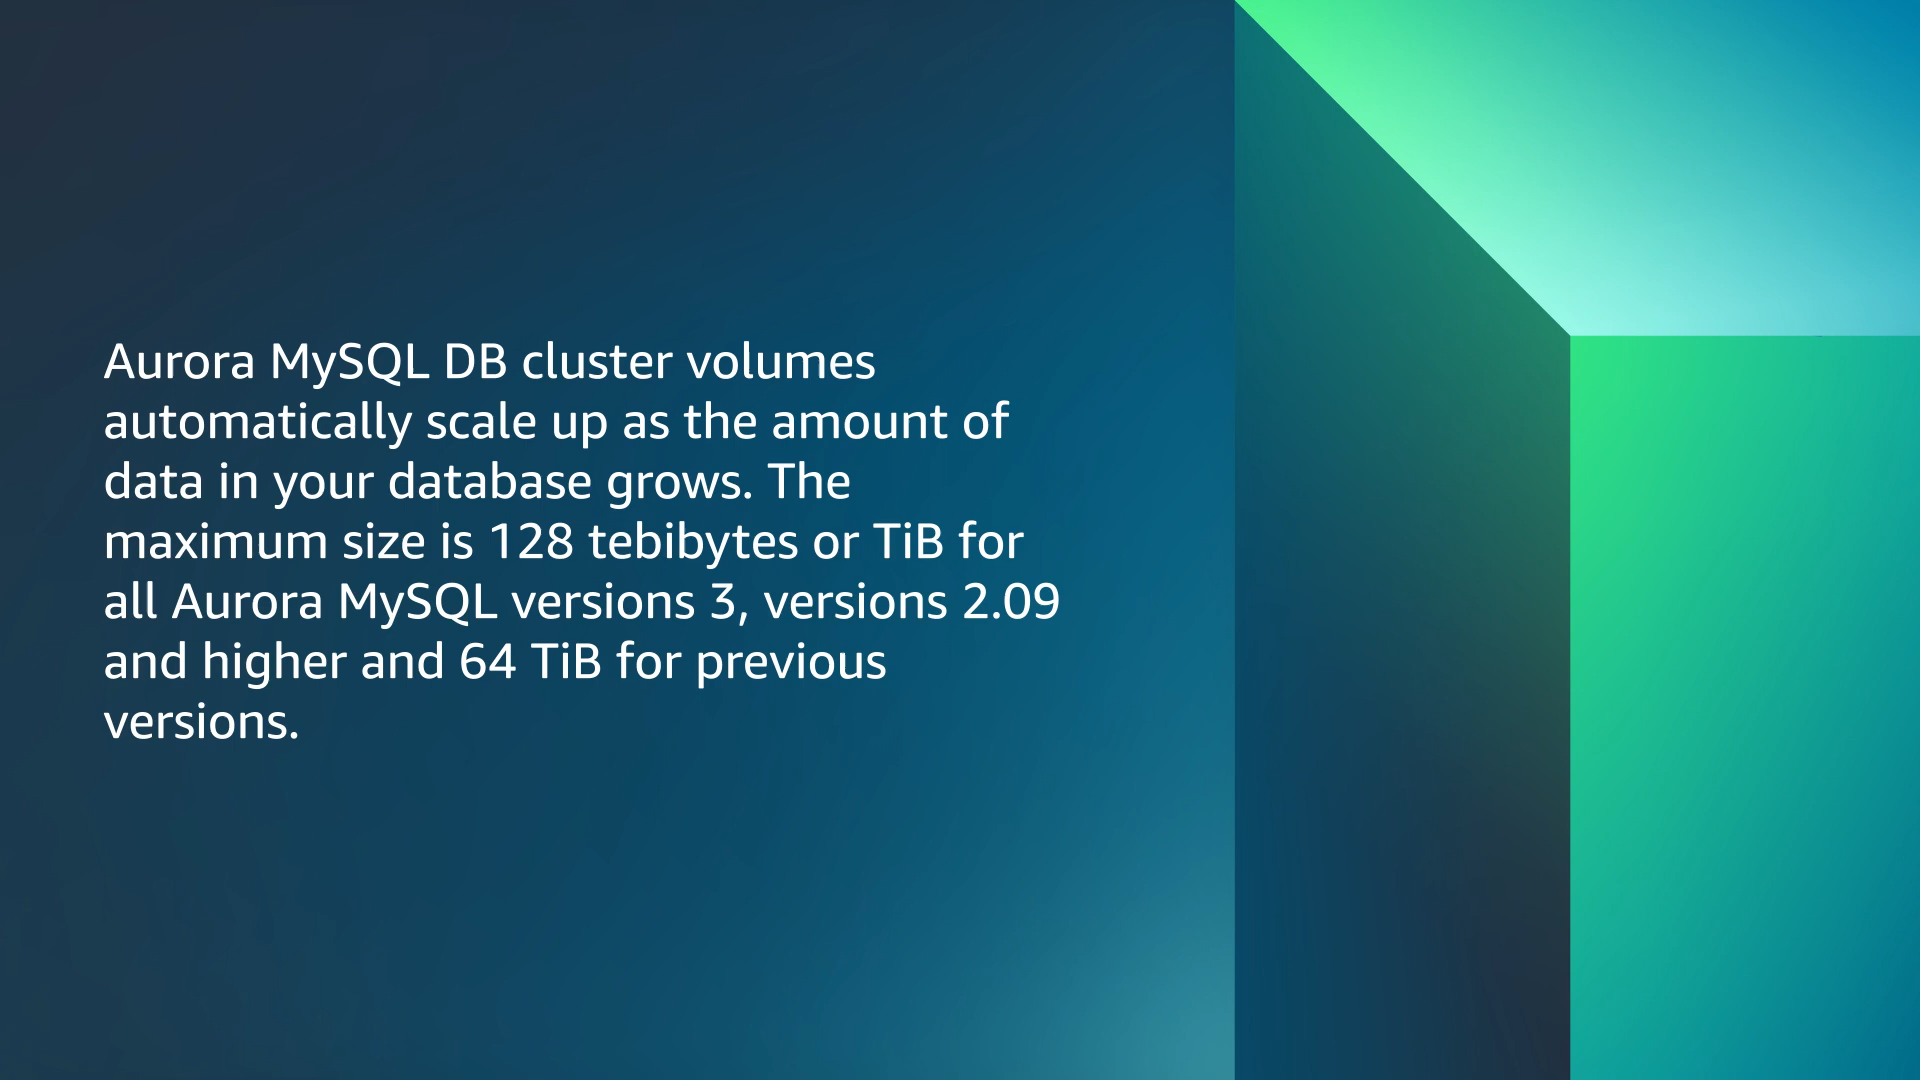 Aurora MySQL DB cluster volumes
automatically scale up as the amount of
data in your database grows. The
maximum size is 128 tebibytes or TiB for
all Aurora MySQL versions 3, versions 2.09
and higher and 64 TiB for previous
versions.